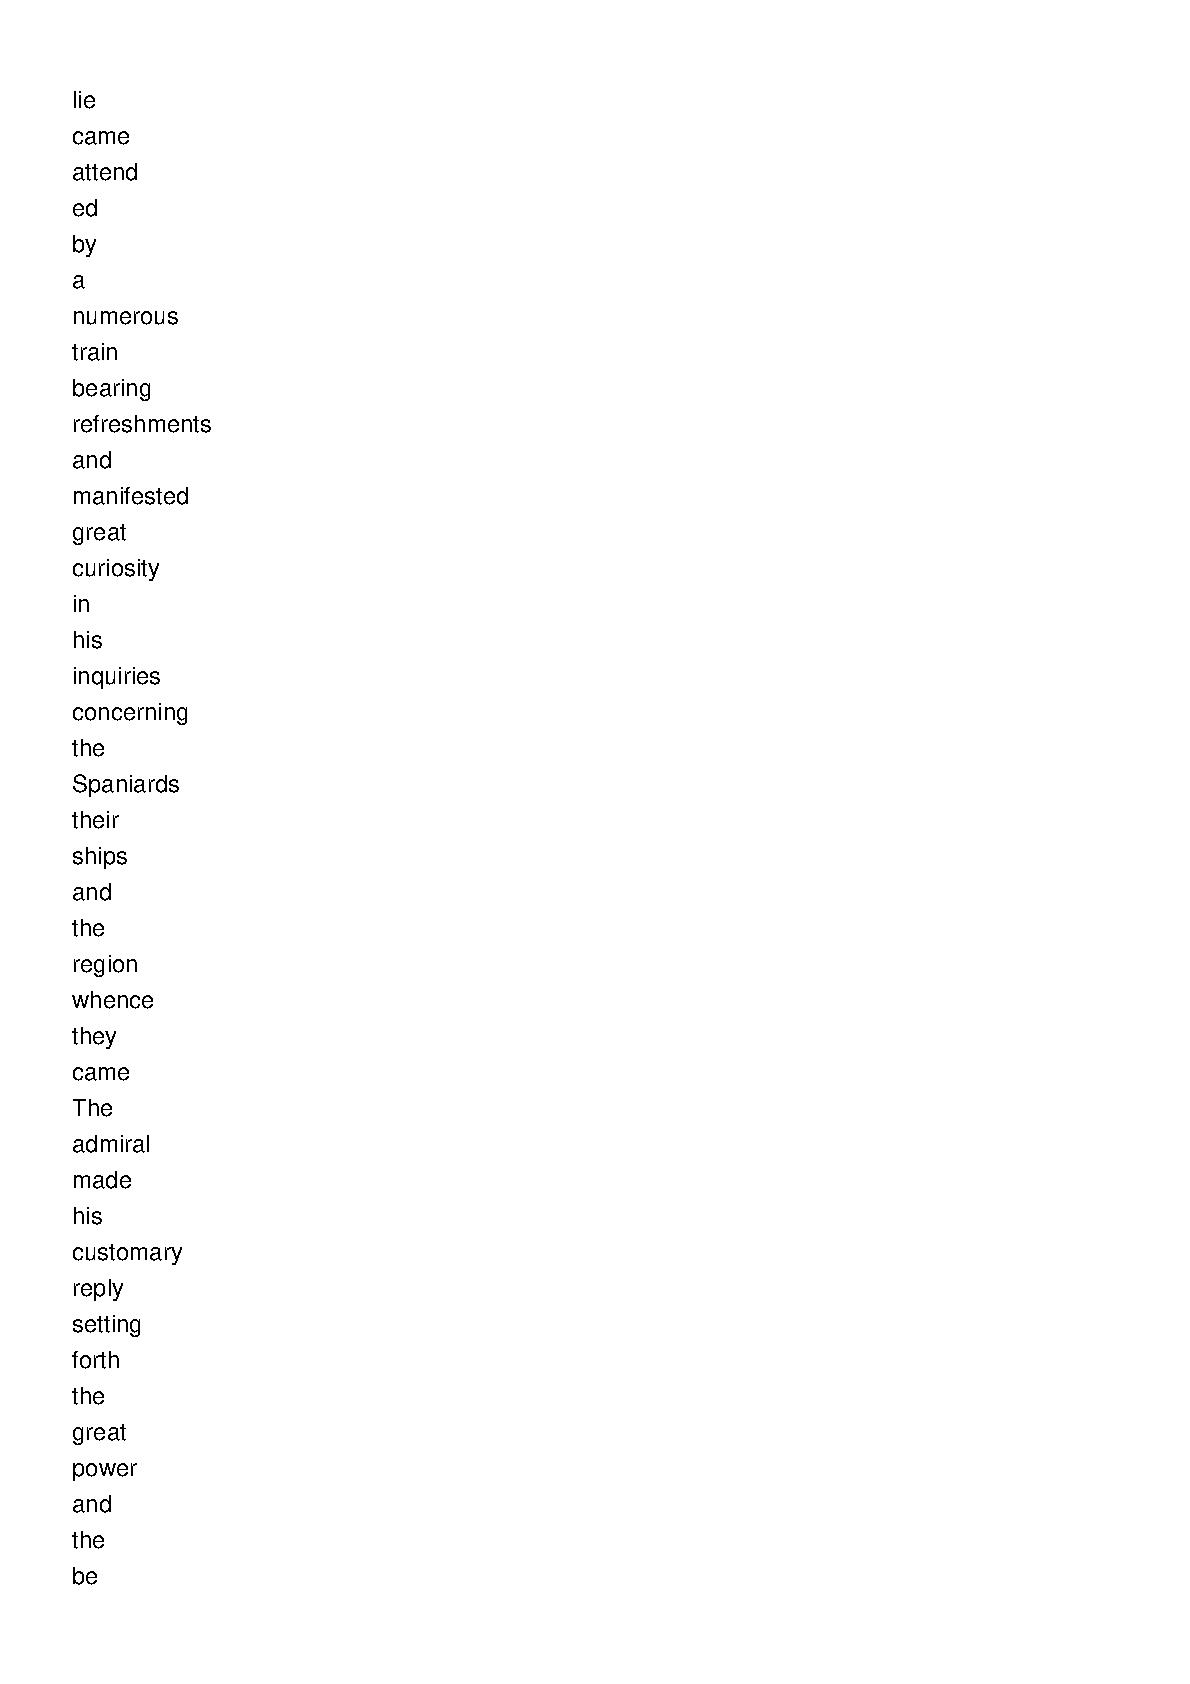 lie
came
attend
ed
by
a
numerous
train
bearing
refreshments
and
manifested
great
curiosity
in
his
inquiries
concerning
the
Spaniards
their
ships
and
the
region
whence
they
came
The
admiral
made
his
customary
reply
setting
forth
the
great
power
and
the
be